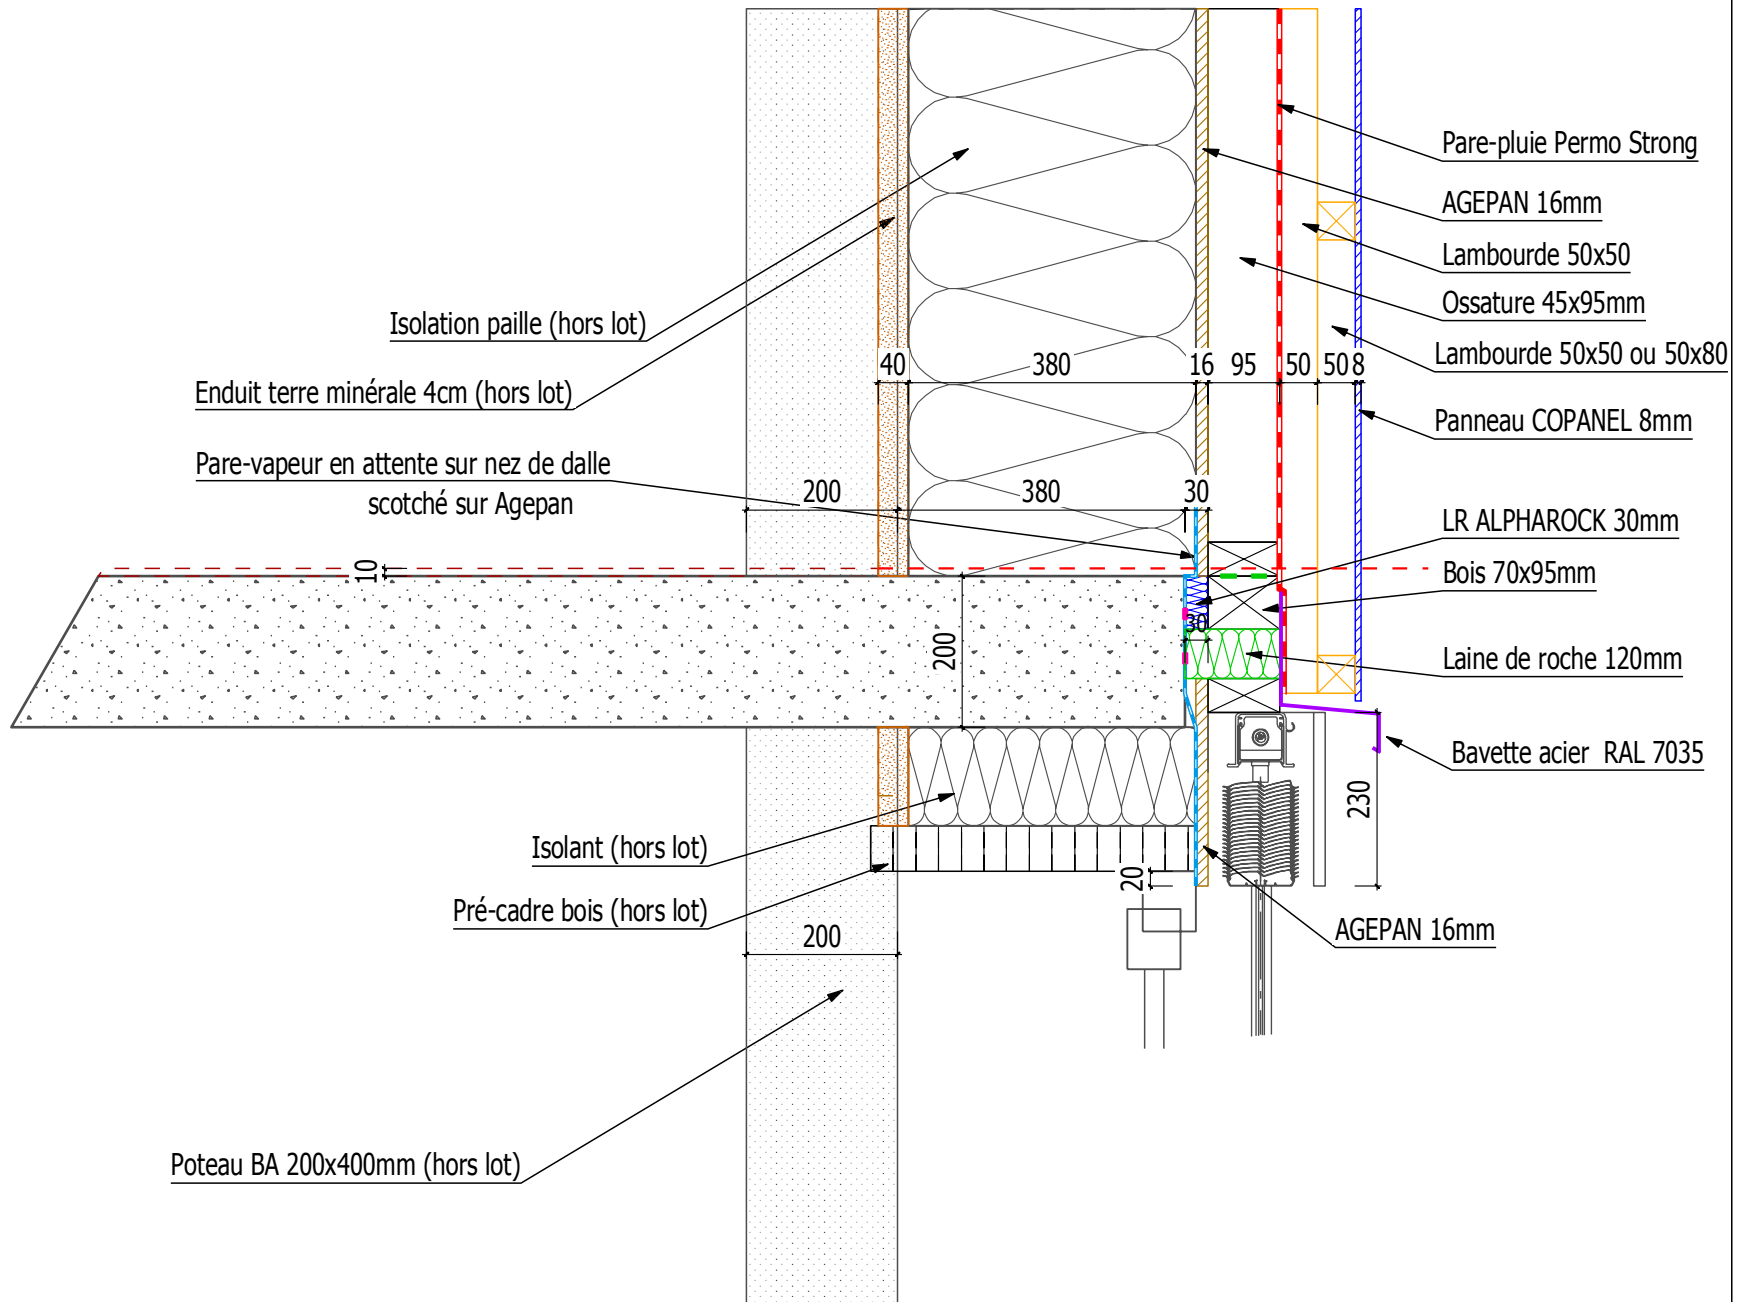 Pare-pluie Permo Strong
AGEPAN 16mm
Lambourde 50x50
Ossature 45x95mm
Isolation paille (hors lot)
Lambourde 50x50 ou 50x80
40 380 16 95 50 50 8
Enduit terre minérale 4cm (hors lot)
Panneau COPANEL 8mm
Pare-vapeur en attente sur nez de dalle
scotché sur Agepan
200 380 30
LR ALPHAROCK 30mm
10
Bois 70x95mm
30
200
Laine de roche 120mm
Bavette acier RAL 7035
230
Isolant (hors lot)
20
Pré-cadre bois (hors lot)
AGEPAN 16mm
200
Poteau BA 200x400mm (hors lot)